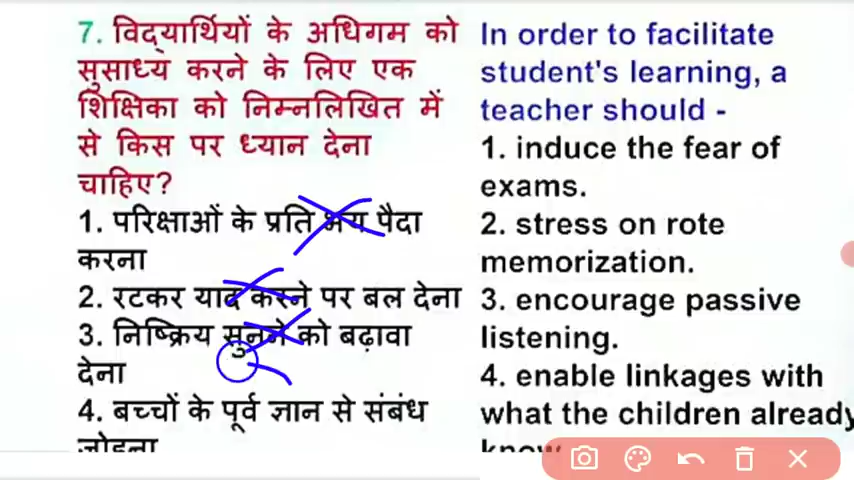 7. विद्यार्थियों के अधिगम को
सुसाध्य करने के लिए एक
शिक्षिका को निम्नलिखित में
से किस पर ध्यान देना
चाहिए?
1. परिक्षाओं के प्रति भय पैदा
करना
2. रटकर याद करने पर बल देना
3. निष्क्रिय सुनने को बढ़ावा
देना
4. बच्चों के पूर्व ज्ञान से संबंध
जोड़ना
In order to facilitate
student's learning, a
teacher should -
1. induce the fear of
exams.
2. stress on rote
memorization.
3. encourage passive
listening.
4. enable linkages with
what the children already
know